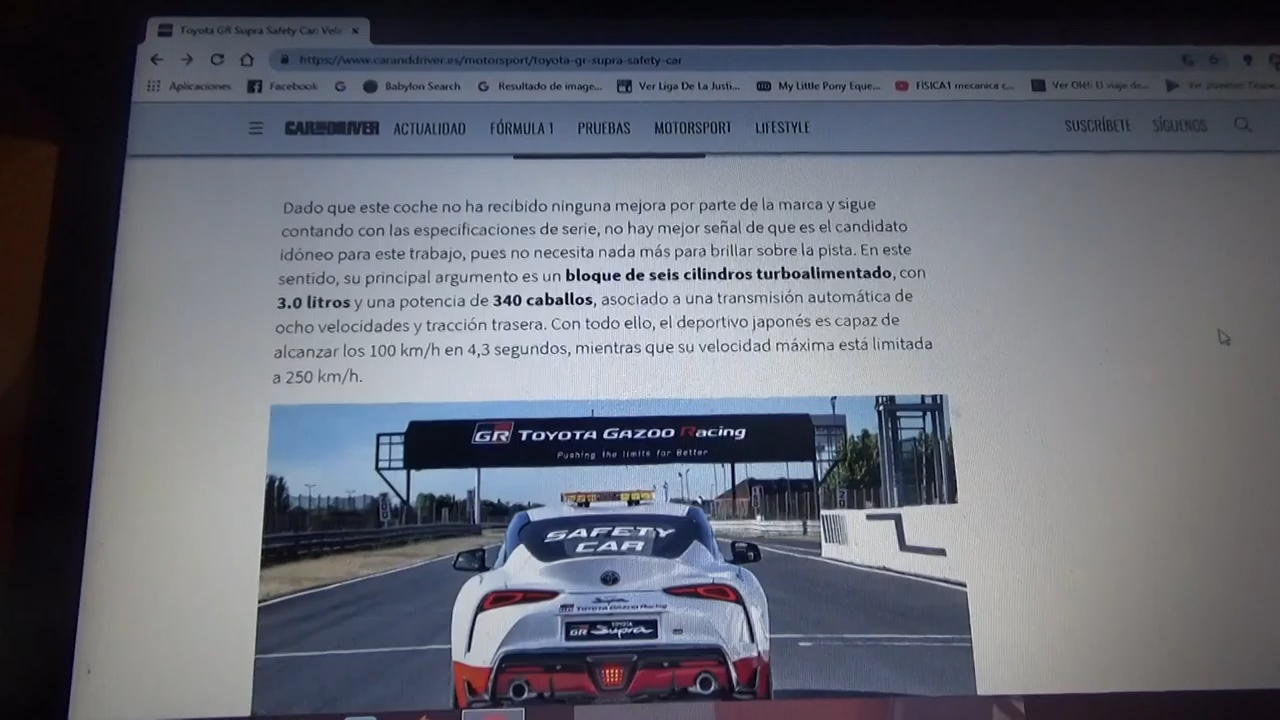 Toyota GR Supra Safety Car: Velo
https://www.caranddriver.es/motorsport/toyota-gr-supra-safety-car
Aplicaciones Facebook Babylon Search Resultado de image... Ver Liga De La Justi... My Little Pony Eque... FÍSICA1 mecanica c... Ver Olét! El viaje de...
CAR AND DRIVER ACTUALIDAD FÓRMULA 1 PRUEBAS MOTORSPORT LIFESTYLE SUSCRÍBETE SÍGUENOS
Dado que este coche no ha recibido ninguna mejora por parte de la marca y sigue
contando con las especificaciones de serie, no hay mejor señal de que es el candidato
idóneo para este trabajo, pues no necesita nada más para brillar sobre la pista. En este
sentido, su principal argumento es un bloque de seis cilindros turboalimentado, con
3.0 litros y una potencia de 340 caballos, asociado a una transmisión automática de
ocho velocidades y tracción trasera. Con todo ello, el deportivo japonés es capaz de
alcanzar los 100 km/h en 4,3 segundos, mientras que su velocidad máxima está limitada
a 250 km/h.
GR TOYOTA GAZOO Racing
Pushing the limits for Better
SAFETY
CAR
Supra
GR TOYOTA GAZOO Racing
TOYOTA
GR Supra